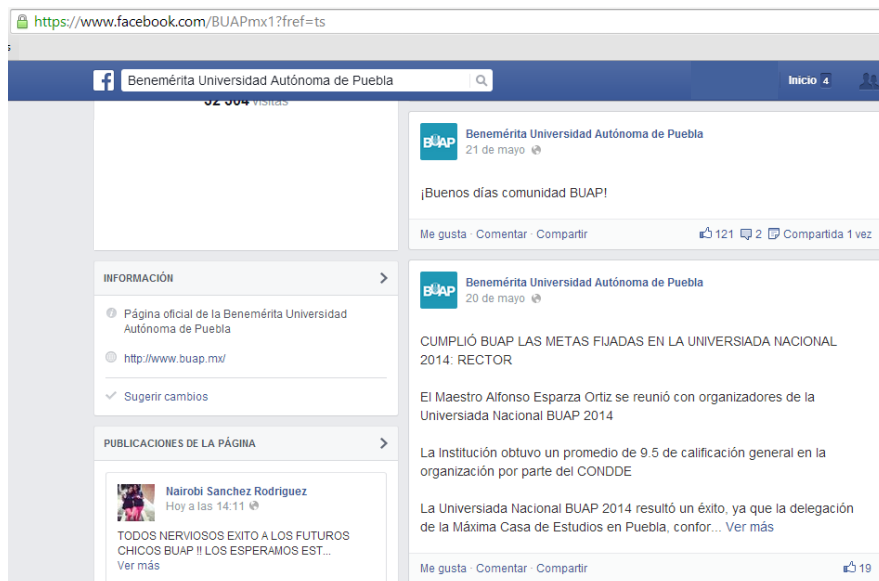 https://www.facebook.com/BUAPmx1?fref=ts
s
Benemérita Universidad Autónoma de Puebla
Inicio 4
52 504 visitas
INFORMACIÓN
Página oficial de la Benemérita Universidad
Autónoma de Puebla
http://www.buap.mx/
Sugerir cambios
PUBLICACIONES DE LA PÁGINA
Nairobi Sanchez Rodriguez
Hoy a las 14:11
TODOS NERVIOSOS EXITO A LOS FUTUROS
CHICOS BUAP !! LOS ESPERAMOS EST...
Ver más
BUAP
Benemérita Universidad Autónoma de Puebla
21 de mayo
¡Buenos días comunidad BUAP!
Me gusta · Comentar · Compartir
121 2 Compartida 1 vez
BUAP
Benemérita Universidad Autónoma de Puebla
20 de mayo
CUMPLIÓ BUAP LAS METAS FIJADAS EN LA UNIVERSIADA NACIONAL
2014: RECTOR
El Maestro Alfonso Esparza Ortiz se reunió con organizadores de la
Universiada Nacional BUAP 2014
La Institución obtuvo un promedio de 9.5 de calificación general en la
organización por parte del CONDDE
La Universiada Nacional BUAP 2014 resultó un éxito, ya que la delegación
de la Máxima Casa de Estudios en Puebla, confor... Ver más
Me gusta · Comentar · Compartir
19